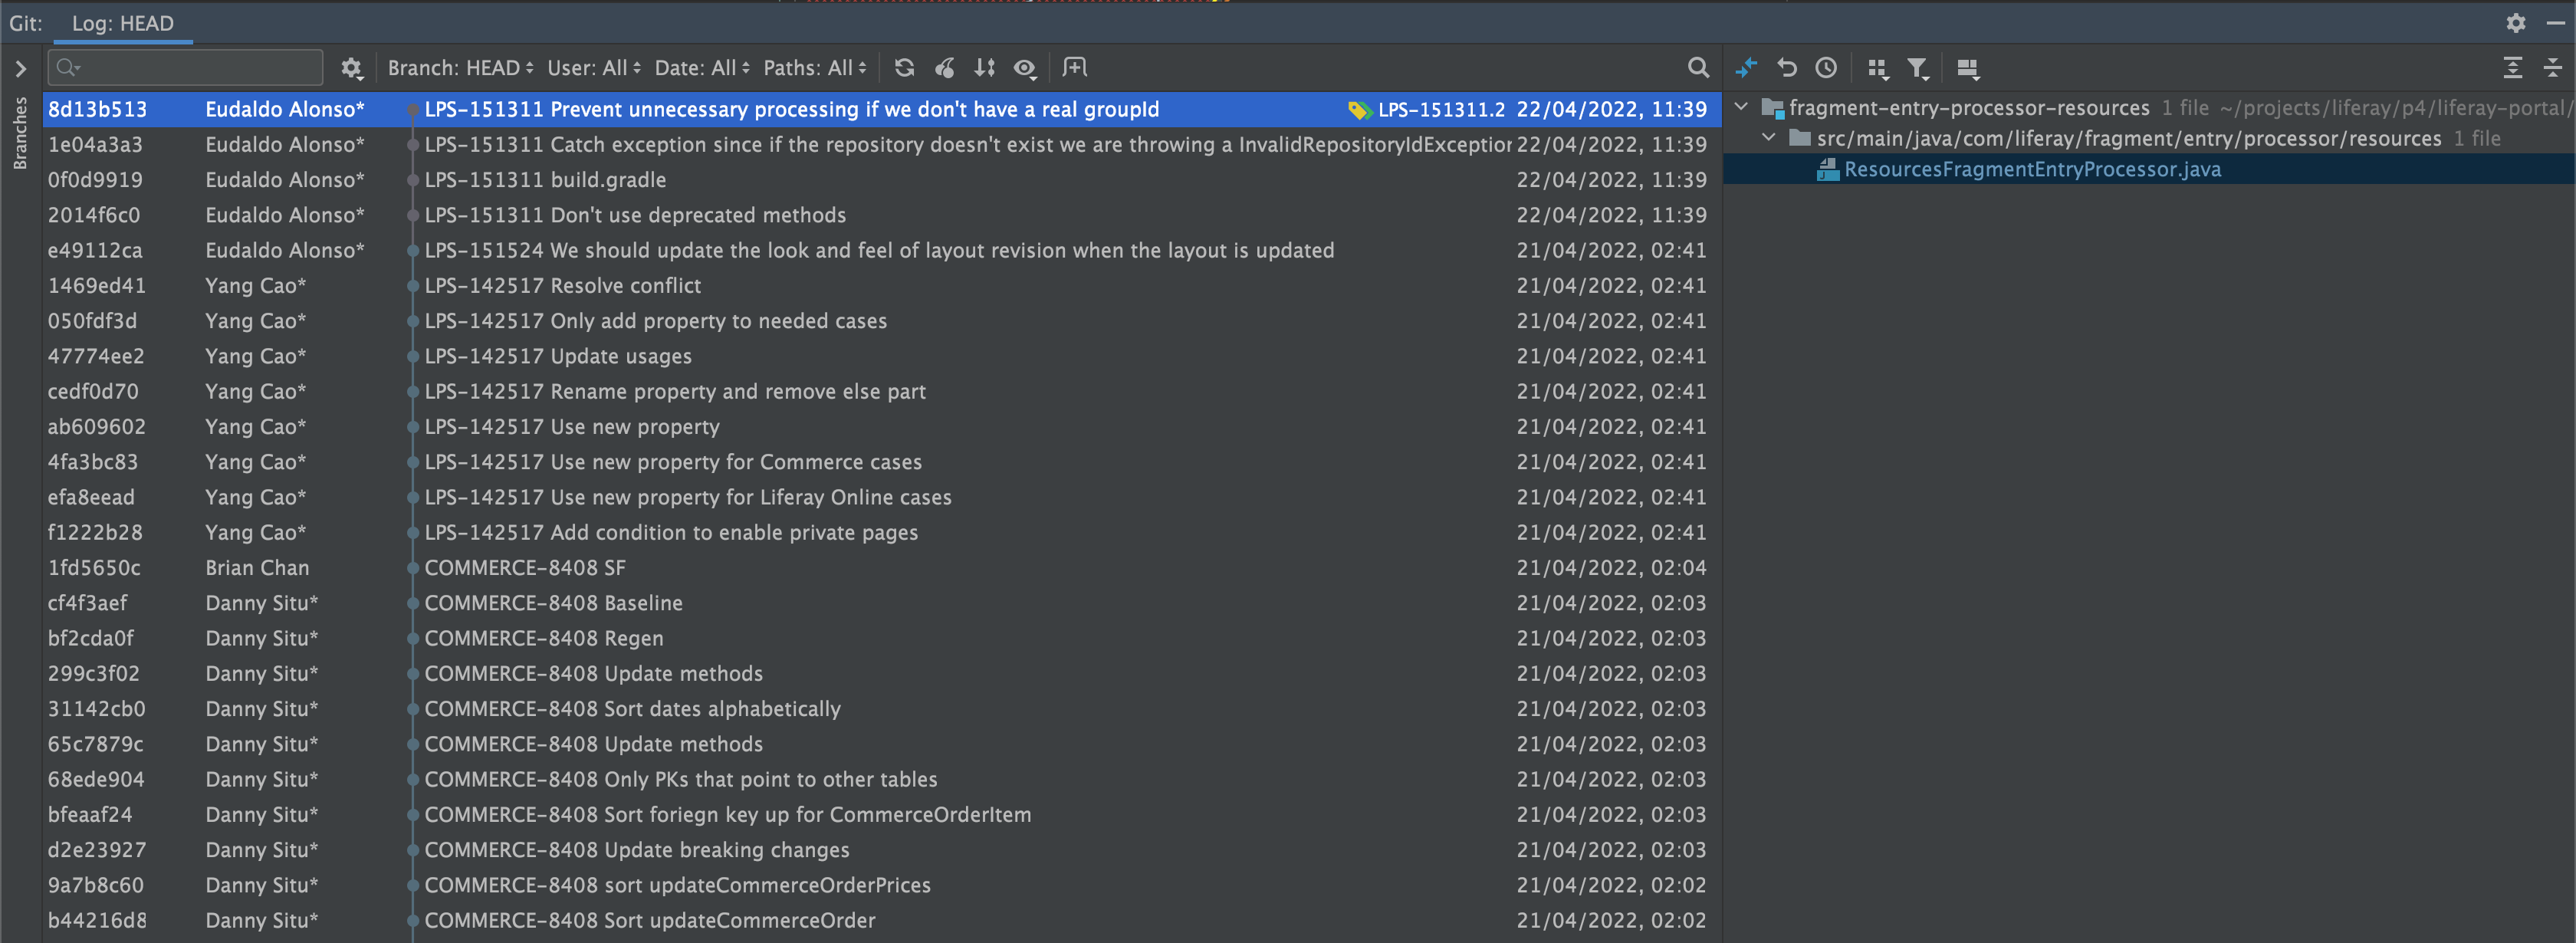 Git: Log: HEAD
Branch: HEAD User: All Date: All Paths: All
Branches
8d13b513 Eudaldo Alonso* LPS-151311 Prevent unnecessary processing if we don't have a real groupId LPS-151311.2 22/04/2022, 11:39
1e04a3a3 Eudaldo Alonso* LPS-151311 Catch exception since if the repository doesn't exist we are throwing a InvalidRepositoryIdException 22/04/2022, 11:39
0f0d9919 Eudaldo Alonso* LPS-151311 build.gradle 22/04/2022, 11:39
2014f6c0 Eudaldo Alonso* LPS-151311 Don't use deprecated methods 22/04/2022, 11:39
e49112ca Eudaldo Alonso* LPS-151524 We should update the look and feel of layout revision when the layout is updated 21/04/2022, 02:41
1469ed41 Yang Cao* LPS-142517 Resolve conflict 21/04/2022, 02:41
050fdf3d Yang Cao* LPS-142517 Only add property to needed cases 21/04/2022, 02:41
47774ee2 Yang Cao* LPS-142517 Update usages 21/04/2022, 02:41
cedf0d70 Yang Cao* LPS-142517 Rename property and remove else part 21/04/2022, 02:41
ab609602 Yang Cao* LPS-142517 Use new property 21/04/2022, 02:41
4fa3bc83 Yang Cao* LPS-142517 Use new property for Commerce cases 21/04/2022, 02:41
efa8eead Yang Cao* LPS-142517 Use new property for Liferay Online cases 21/04/2022, 02:41
f1222b28 Yang Cao* LPS-142517 Add condition to enable private pages 21/04/2022, 02:41
1fd5650c Brian Chan COMMERCE-8408 SF 21/04/2022, 02:04
cf4f3aef Danny Situ* COMMERCE-8408 Baseline 21/04/2022, 02:03
bf2cda0f Danny Situ* COMMERCE-8408 Regen 21/04/2022, 02:03
299c3f02 Danny Situ* COMMERCE-8408 Update methods 21/04/2022, 02:03
31142cb0 Danny Situ* COMMERCE-8408 Sort dates alphabetically 21/04/2022, 02:03
65c7879c Danny Situ* COMMERCE-8408 Update methods 21/04/2022, 02:03
68ede904 Danny Situ* COMMERCE-8408 Only PKs that point to other tables 21/04/2022, 02:03
bfeaaf24 Danny Situ* COMMERCE-8408 Sort foriegn key up for CommerceOrderItem 21/04/2022, 02:03
d2e23927 Danny Situ* COMMERCE-8408 Update breaking changes 21/04/2022, 02:03
9a7b8c60 Danny Situ* COMMERCE-8408 sort updateCommerceOrderPrices 21/04/2022, 02:02
b44216d8 Danny Situ* COMMERCE-8408 Sort updateCommerceOrder 21/04/2022, 02:02
fragment-entry-processor-resources 1 file ~/projects/liferay/p4/liferay-portal/
src/main/java/com/liferay/fragment/entry/processor/resources 1 file
ResourcesFragmentEntryProcessor.java